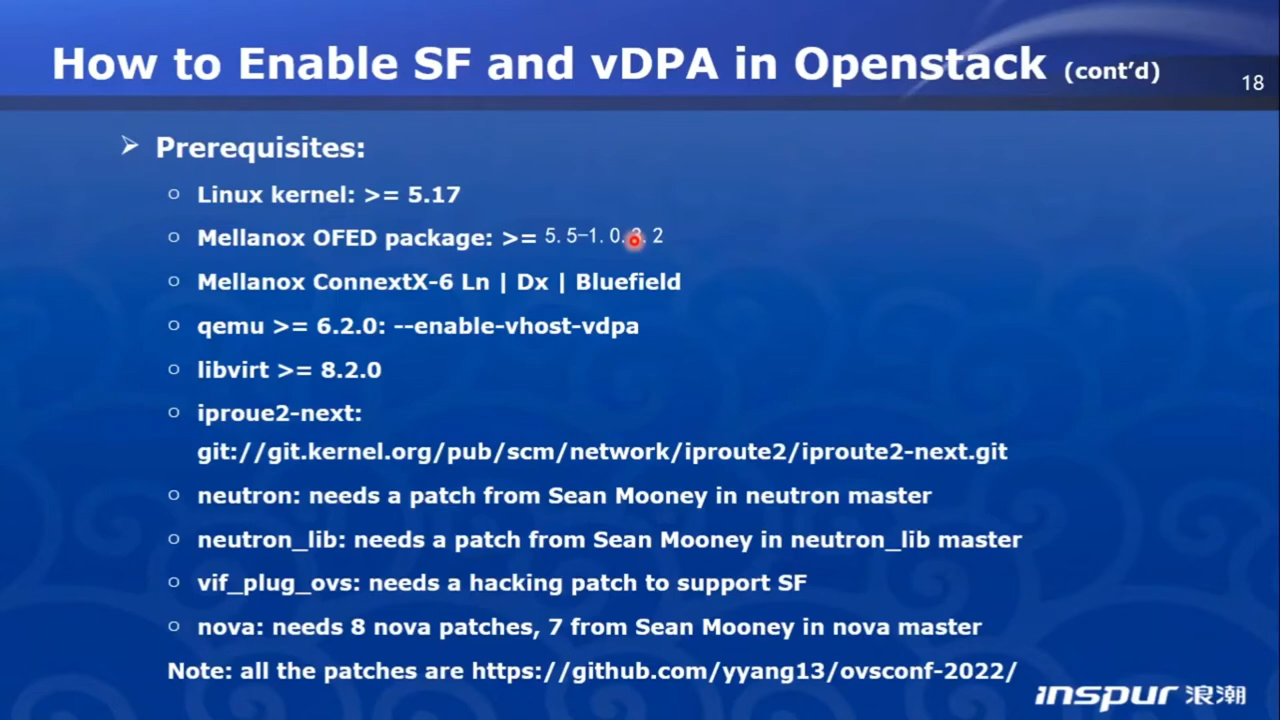 How to Enable SF and vDPA in Openstack (cont’d)
18
Prerequisites:
Linux kernel: >= 5.17
Mellanox OFED package: >= 5.5-1.0. .2
Mellanox ConnextX-6 Ln | Dx | Bluefield
qemu >= 6.2.0: --enable-vhost-vdpa
libvirt >= 8.2.0
iproue2-next:
git://git.kernel.org/pub/scm/network/iproute2/iproute2-next.git
neutron: needs a patch from Sean Mooney in neutron master
neutron_lib: needs a patch from Sean Mooney in neutron_lib master
vif_plug_ovs: needs a hacking patch to support SF
nova: needs 8 nova patches, 7 from Sean Mooney in nova master
Note: all the patches are https://github.com/yyang13/ovsconf-2022/
inspur 浪潮